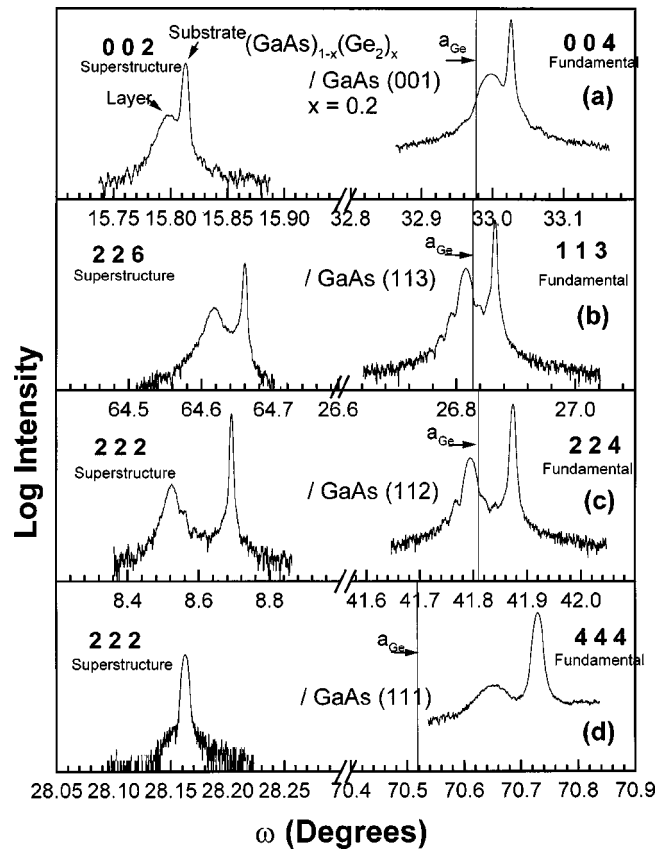 Log Intensity
0 0 2
Superstructure
Substrate
Layer
(GaAs)1-x(Ge2)x
/ GaAs (001)
x = 0.2
aGe
0 0 4
Fundamental
(a)
15.75 15.80 15.85 15.90 32.8 32.9 33.0 33.1
2 2 6
Superstructure
/ GaAs (113)
aGe
1 1 3
Fundamental
(b)
64.5 64.6 64.7 26.6 26.8 27.0
2 2 2
Superstructure
/ GaAs (112)
aGe
2 2 4
Fundamental
(c)
8.4 8.6 8.8 41.6 41.7 41.8 41.9 42.0
2 2 2
Superstructure
/ GaAs (111)
aGe
4 4 4
Fundamental
(d)
28.05 28.10 28.15 28.20 28.25 70.4 70.5 70.6 70.7 70.8 70.9
ω (Degrees)